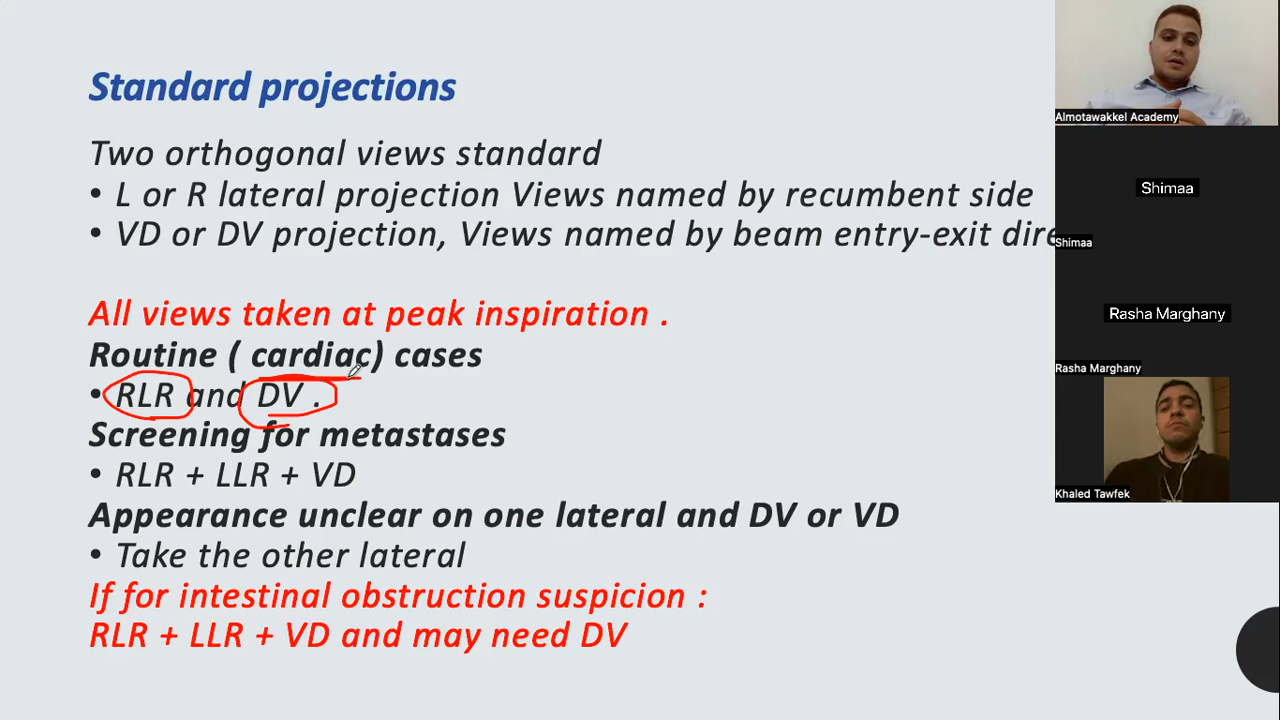 Standard projections
Two orthogonal views standard
• L or R lateral projection Views named by recumbent side
• VD or DV projection, Views named by beam entry-exit dire
All views taken at peak inspiration .
Routine ( cardiac) cases
• RLR and DV .
Screening for metastases
• RLR + LLR + VD
Appearance unclear on one lateral and DV or VD
• Take the other lateral
If for intestinal obstruction suspicion :
RLR + LLR + VD and may need DV
Almotawakkel Academy
Shimaa
Shimaa
Rasha Marghany
Rasha Marghany
Khaled Tawfek